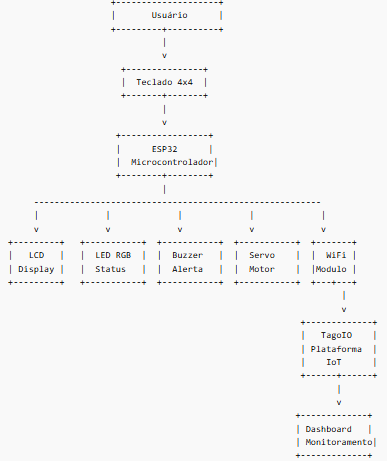 Usuário
Teclado 4x4
ESP32
Microcontrolador
LCD LED RGB Buzzer Servo WiFi
Display Status Alerta Motor Modulo
TagoIO
Plataforma
IoT
Dashboard
Monitoramento